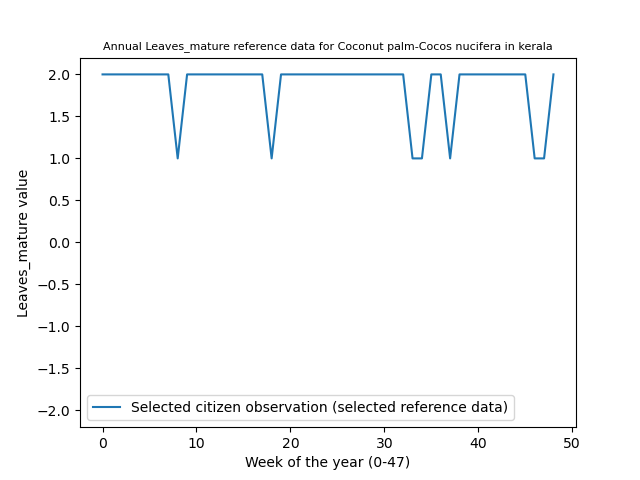 Annual Leaves_mature reference data for Coconut palm-Cocos nucifera in kerala
2.0
1.5
1.0
0.5
0.0
−0.5
−1.0
−1.5
−2.0
Leaves_mature value
Selected citizen observation (selected reference data)
0 10 20 30 40 50
Week of the year (0-47)